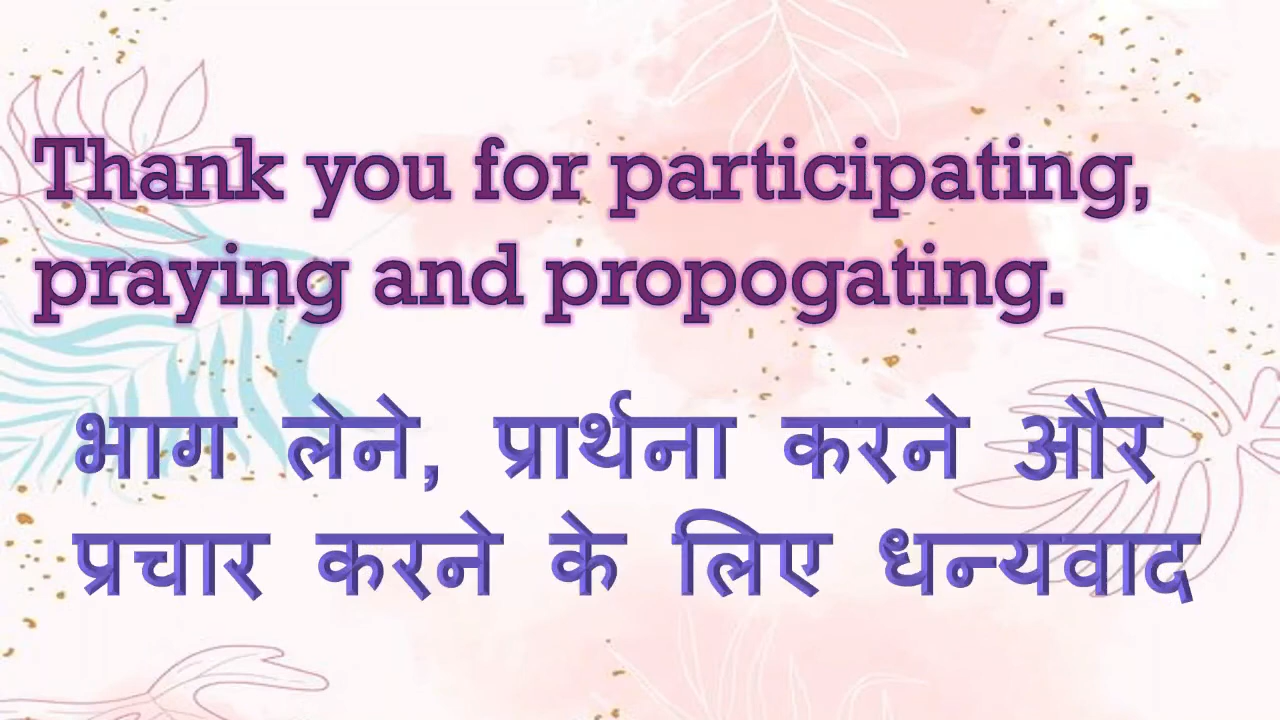 Thank you for participating,
praying and propogating.
भाग लेने, प्रार्थना करने और
प्रचार करने के लिए धन्यवाद